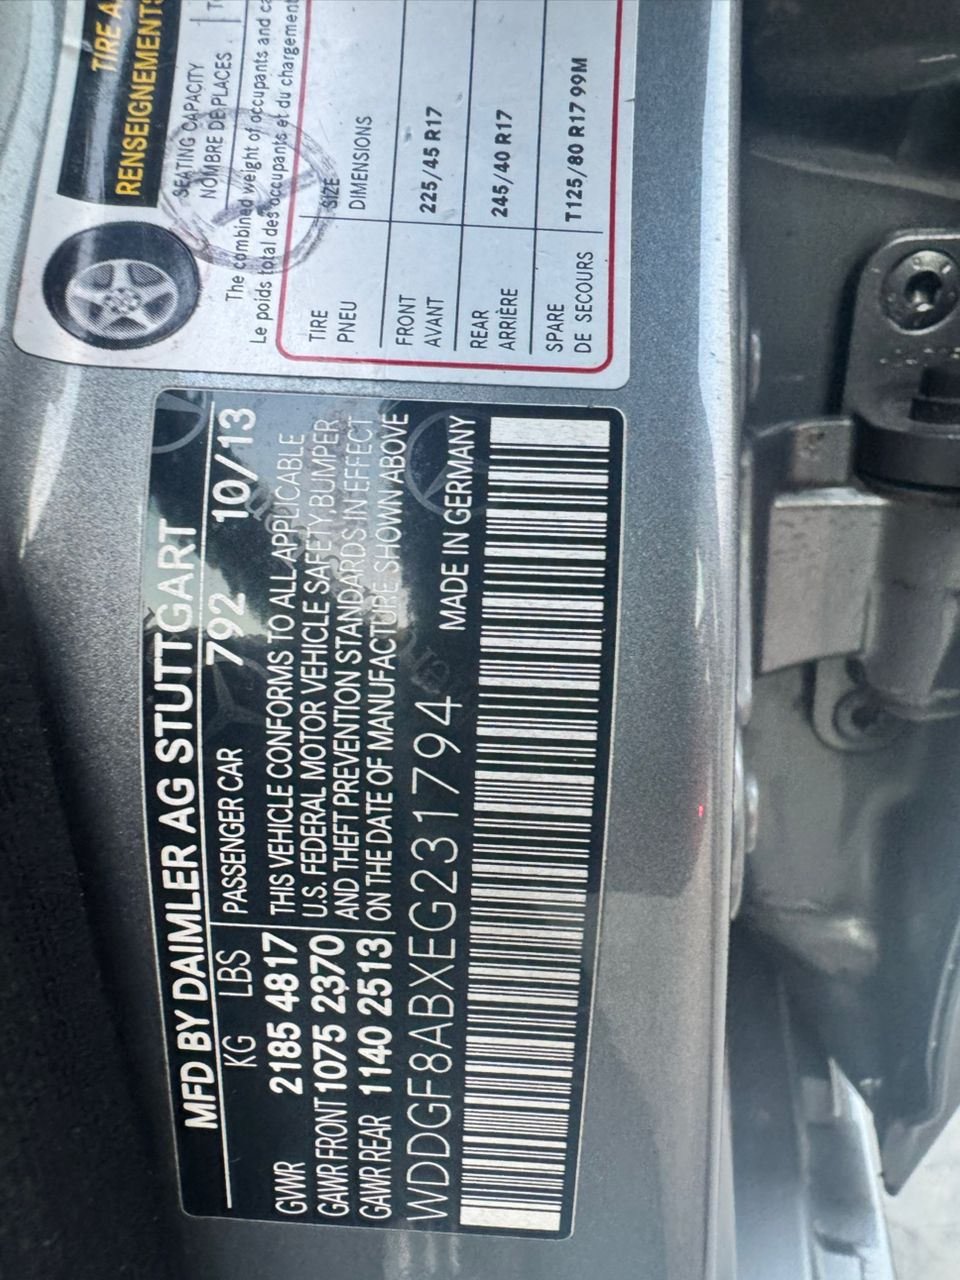 TIRE A
RENSEIGNEMENTS
SEATING CAPACITY
NOMBRE DE PLACES
The combined weight of occupants and ca
Le poids total des occupants et du chargement
TIRE SIZE
PNEU DIMENSIONS
FRONT 225/45 R17
AVANT
REAR 245/40 R17
ARRIÈRE
SPARE T125/80 R17 99M
DE SECOURS
MFD BY DAIMLER AG STUTTGART
KG LBS PASSENGER CAR 792 10/13
GVWR 2185 4817 THIS VEHICLE CONFORMS TO ALL APPLICABLE
GAWR FRONT 1075 2370 U.S. FEDERAL MOTOR VEHICLE SAFETY, BUMPER
GAWR REAR 1140 2513 AND THEFT PREVENTION STANDARDS IN EFFECT
ON THE DATE OF MANUFACTURE SHOWN ABOVE
WDDGF8ABXEG231794 MADE IN GERMANY